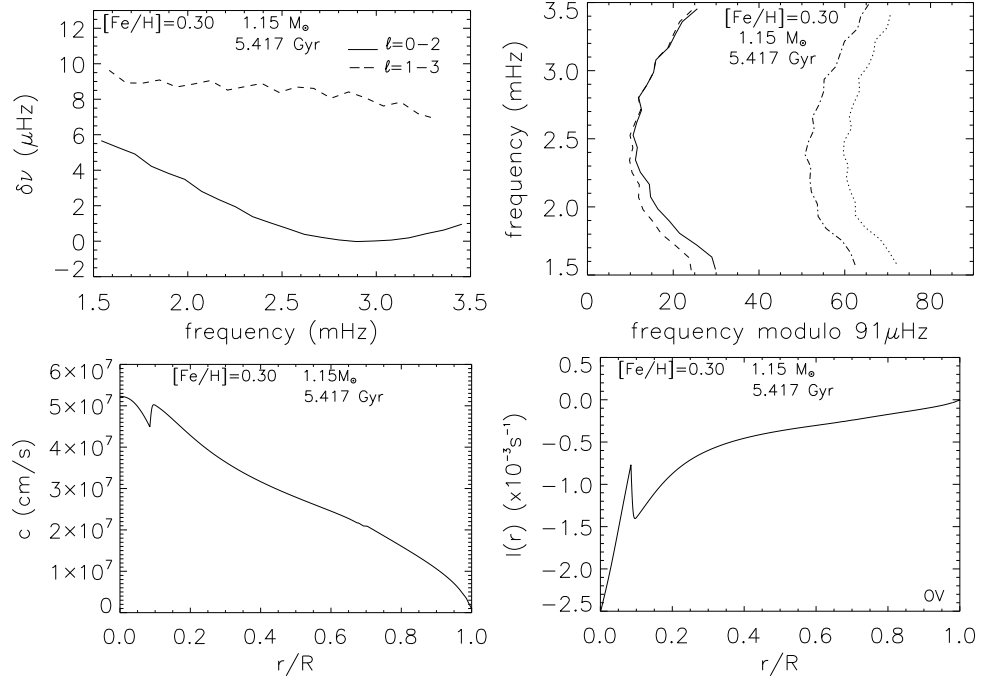 [Fe/H]=0.30 1.15 M⊙
5.417 Gyr
ℓ=0−2
ℓ=1−3
12
10
8
6
4
2
0
−2
δν (μHz)
1.5 2.0 2.5 3.0 3.5
frequency (mHz)
[Fe/H]=0.30
1.15 M⊙
5.417 Gyr
3.5
3.0
2.5
2.0
1.5
frequency (mHz)
0 20 40 60 80
frequency modulo 91μHz
[Fe/H]=0.30 1.15M⊙
5.417 Gyr
6×10⁷
5×10⁷
4×10⁷
3×10⁷
2×10⁷
1×10⁷
0
c (cm/s)
0.0 0.2 0.4 0.6 0.8 1.0
r/R
[Fe/H]=0.30 1.15 M⊙
5.417 Gyr
0.5
0.0
−0.5
−1.0
−1.5
−2.0
−2.5
I(r) (x10⁻³s⁻¹)
OV
0.0 0.2 0.4 0.6 0.8 1.0
r/R